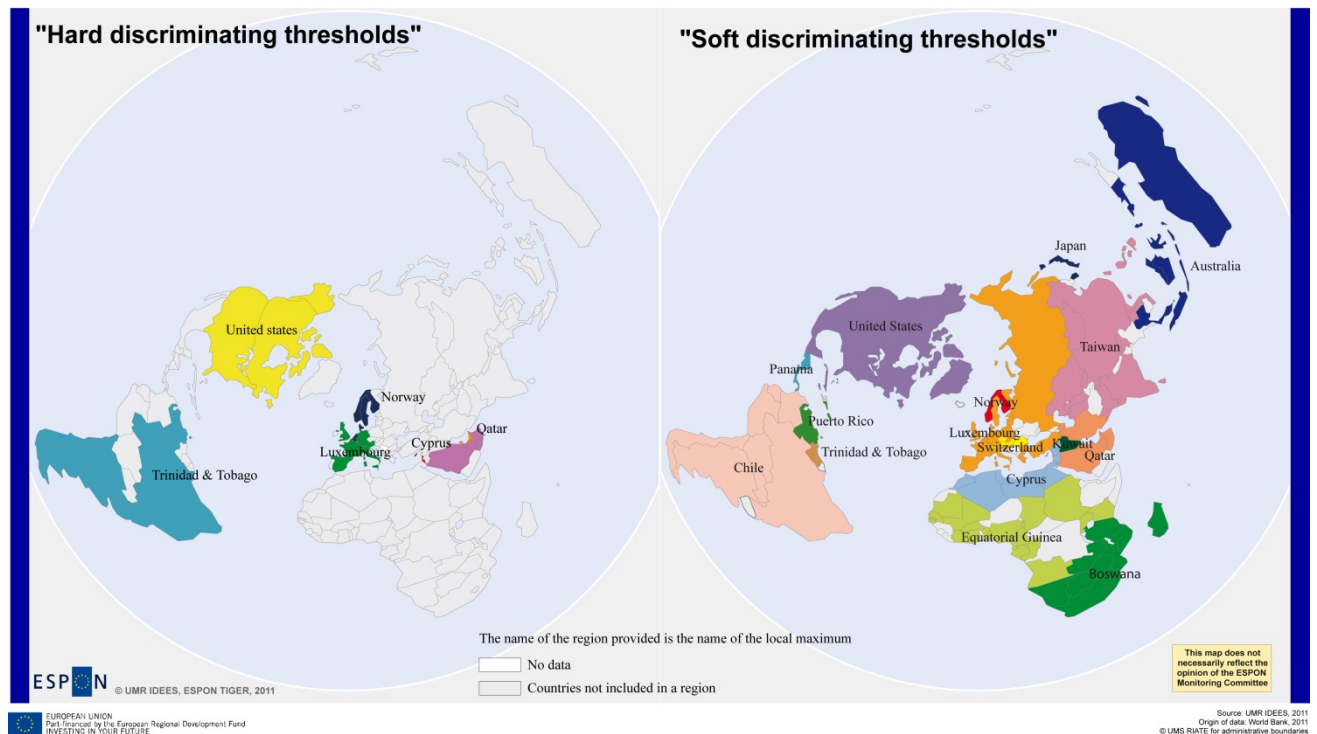 "Hard discriminating thresholds"
"Soft discriminating thresholds"
United states
Norway
Qatar
Cyprus
Luxembourg
Trinidad & Tobago
Japan
Australia
United States
Taiwan
Panama
Norway
Puerto Rico
Luxembourg
Kuwait
Switzerland
Trinidad & Tobago
Qatar
Chile
Cyprus
Equatorial Guinea
Boswana
The name of the region provided is the name of the local maximum
No data
Countries not included in a region
This map does not
necessarily reflect the
opinion of the ESPON
Monitoring Committee
ESPON © UMR IDEES, ESPON TIGER, 2011
EUROPEAN UNION
Part-financed by the European Regional Development Fund
INVESTING IN YOUR FUTURE
Source: UMR IDEES, 2011
Origin of data: World Bank, 2011
© UMS RIATE for administrative boundaries